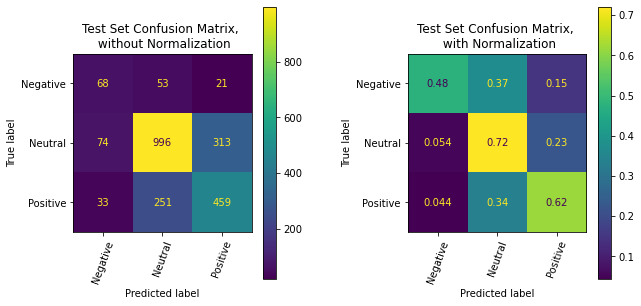 Test Set Confusion Matrix,
without Normalization
Negative 68 53 21
Neutral 74 996 313
Positive 33 251 459
True label
Negative Neutral Positive
Predicted label
800
600
400
200
Test Set Confusion Matrix,
with Normalization
Negative 0.48 0.37 0.15
Neutral 0.054 0.72 0.23
Positive 0.044 0.34 0.62
True label
Negative Neutral Positive
Predicted label
0.7
0.6
0.5
0.4
0.3
0.2
0.1